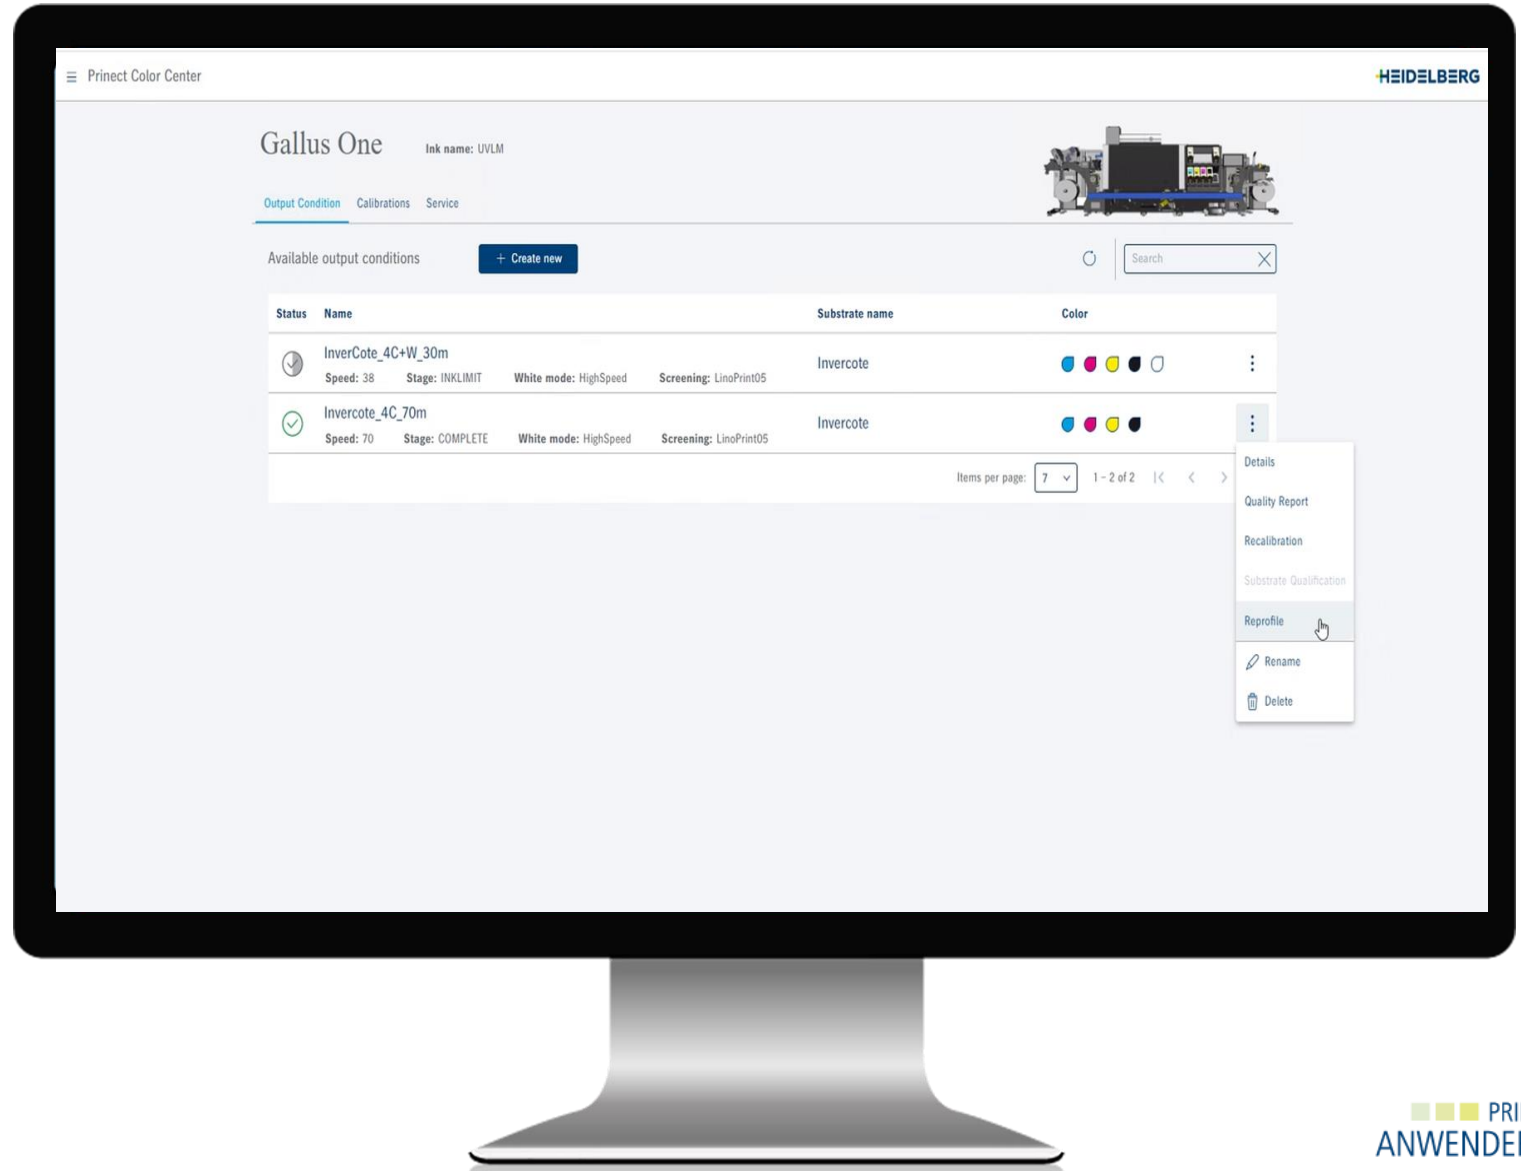 Prinect Color Center
HEIDELBERG
Gallus One
Ink name: UVLM
Output Condition Calibrations Service
Available output conditions
+ Create new
Search
Status Name Substrate name Color
InverCote_4C+W_30m
Speed: 38 Stage: INKLIMIT White mode: HighSpeed Screening: LinoPrint05
Invercote
Invercote_4C_70m
Speed: 70 Stage: COMPLETE White mode: HighSpeed Screening: LinoPrint05
Invercote
Items per page: 7 1 – 2 of 2
Details
Quality Report
Recalibration
Substrate Qualification
Reprofile
Rename
Delete